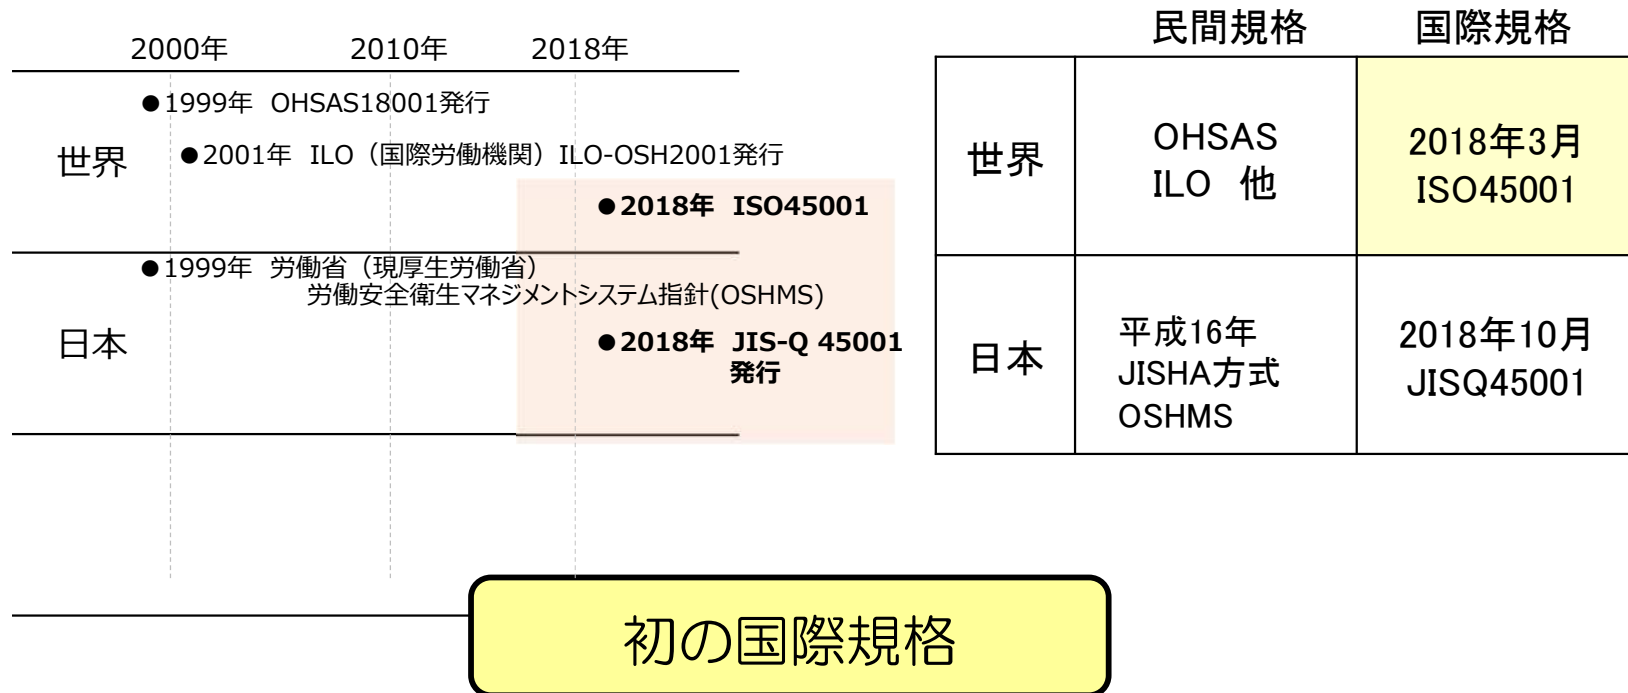 2000年 2010年 2018年
世界
●1999年 OHSAS18001発行
●2001年 ILO（国際労働機関）ILO-OSH2001発行
●2018年 ISO45001
日本
●1999年 労働省（現厚生労働省）
労働安全衛生マネジメントシステム指針(OSHMS)
●2018年 JIS-Q 45001
発行
民間規格 国際規格
世界
OHSAS
ILO 他
2018年3月
ISO45001
日本
平成16年
JISHA方式
OSHMS
2018年10月
JISQ45001
初の国際規格